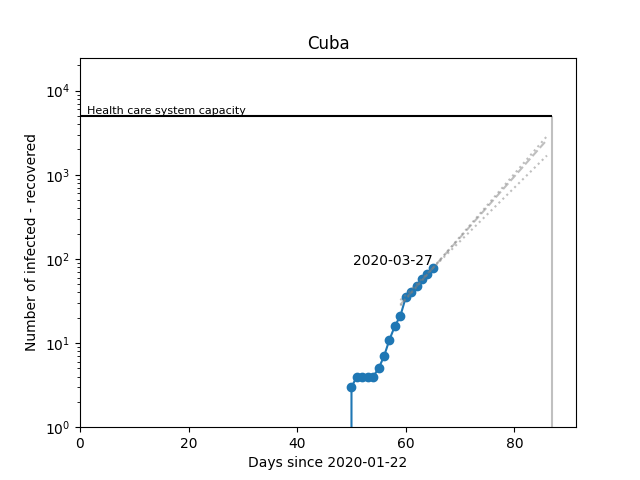 Cuba
Number of infected - recovered
10⁴
10³
10²
10¹
10⁰
Health care system capacity
2020-03-27
0 20 40 60 80
Days since 2020-01-22